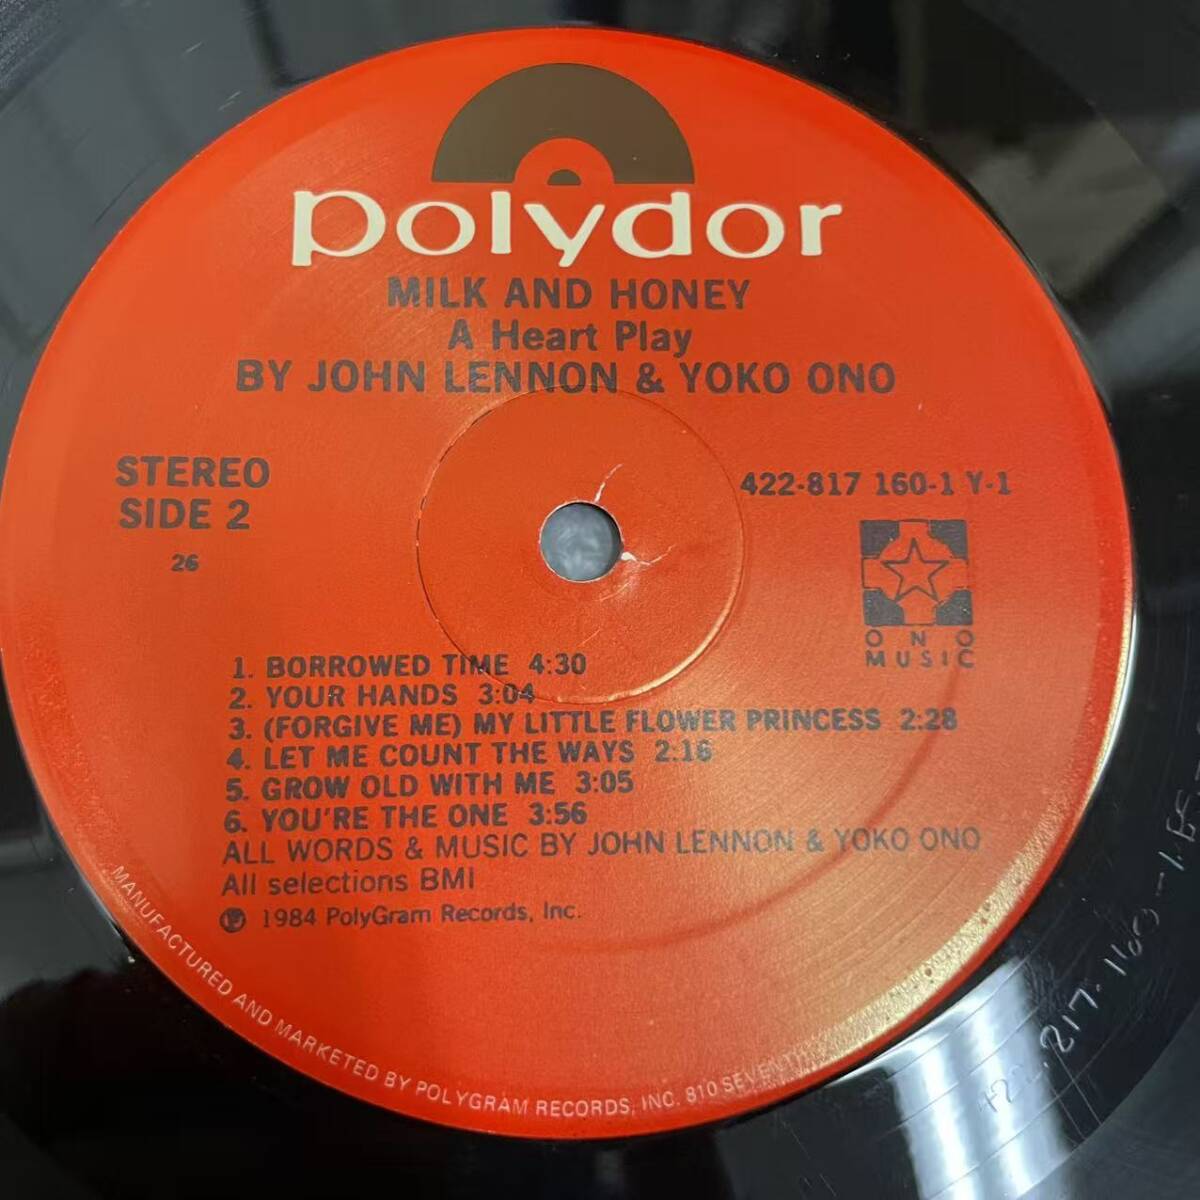 polydor
MILK AND HONEY
A Heart Play
BY JOHN LENNON & YOKO ONO
STEREO
SIDE 2
26
422-817 160-1 Y-1
ONO
MUSIC
1. BORROWED TIME 4:30
2. YOUR HANDS 3:04
3. (FORGIVE ME) MY LITTLE FLOWER PRINCESS 2:28
4. LET ME COUNT THE WAYS 2:16
5. GROW OLD WITH ME 3:05
6. YOU'RE THE ONE 3:56
ALL WORDS & MUSIC BY JOHN LENNON & YOKO ONO
All selections BMI
℗ 1984 PolyGram Records, Inc.
MANUFACTURED AND MARKETED BY POLYGRAM RECORDS, INC. 810 SEVENTH